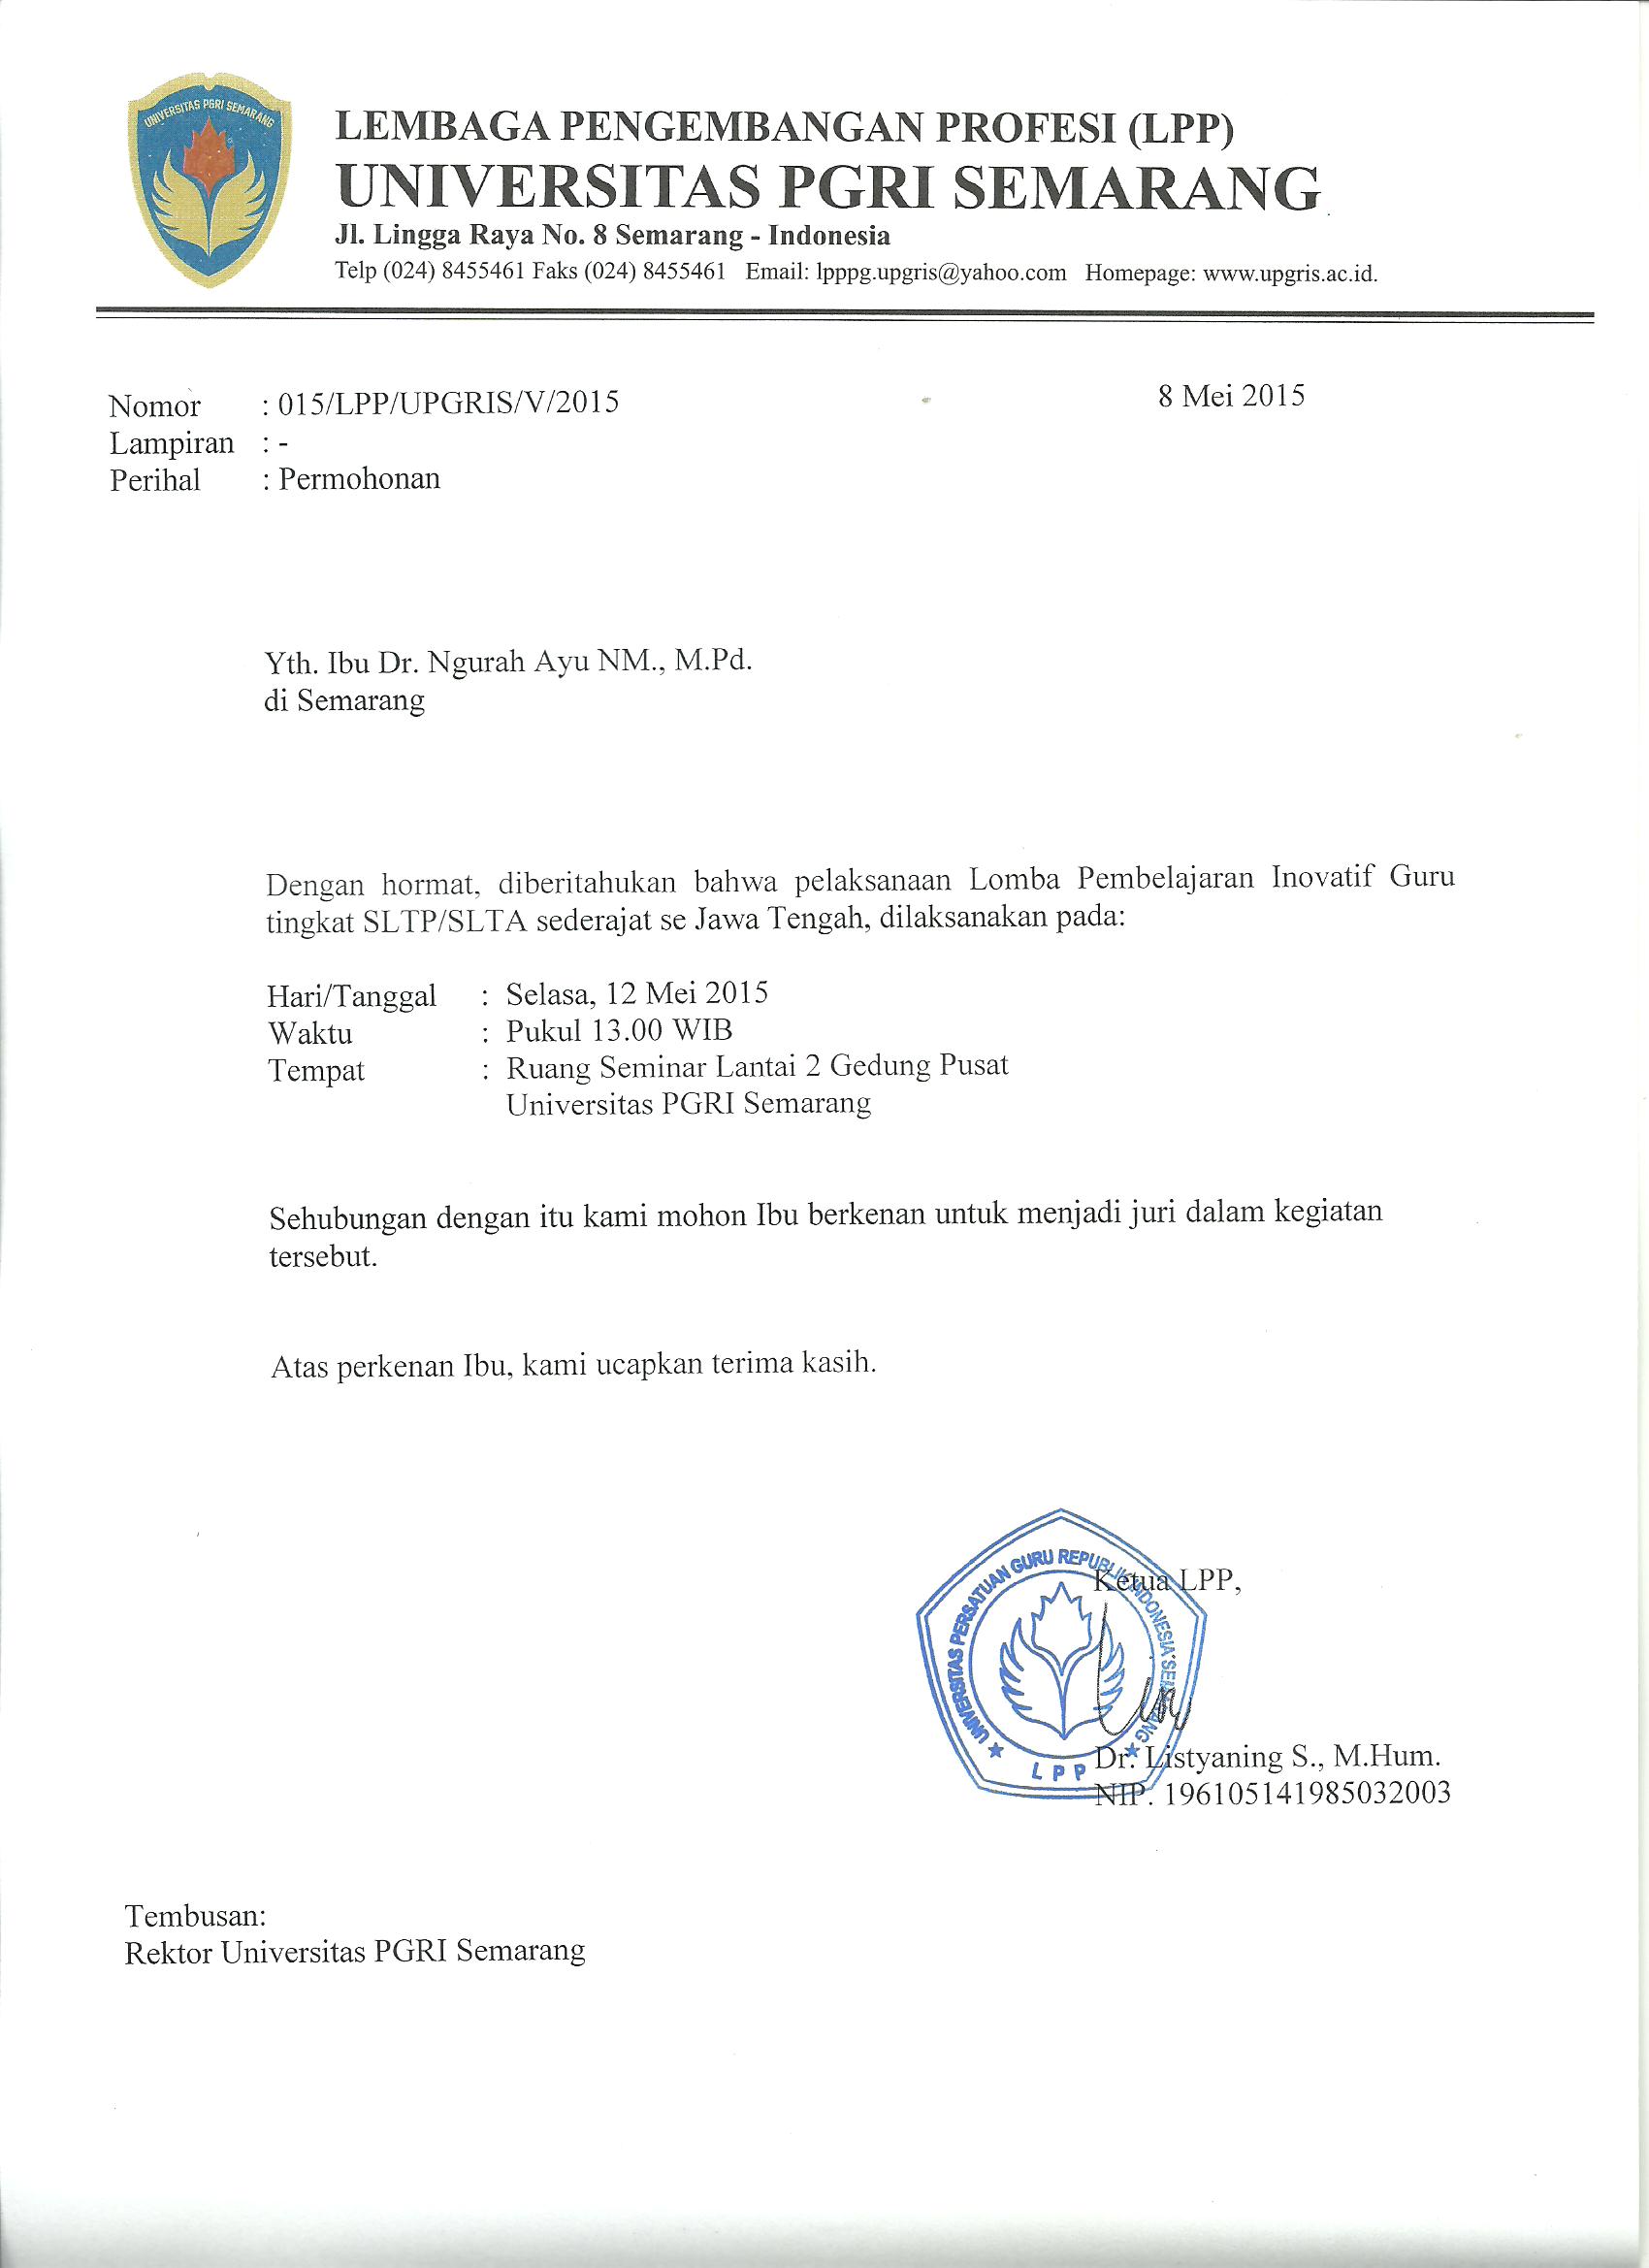 UNIVERSITAS PGRI SEMARANG
LEMBAGA PENGEMBANGAN PROFESI (LPP)
UNIVERSITAS PGRI SEMARANG
Jl. Lingga Raya No. 8 Semarang - Indonesia
Telp (024) 8455461 Faks (024) 8455461 Email: lpppg.upgris@yahoo.com Homepage: www.upgris.ac.id.
Nomor : 015/LPP/UPGRIS/V/2015 8 Mei 2015
Lampiran : -
Perihal : Permohonan
Yth. Ibu Dr. Ngurah Ayu NM., M.Pd.
di Semarang
Dengan hormat, diberitahukan bahwa pelaksanaan Lomba Pembelajaran Inovatif Guru
tingkat SLTP/SLTA sederajat se Jawa Tengah, dilaksanakan pada:
Hari/Tanggal : Selasa, 12 Mei 2015
Waktu : Pukul 13.00 WIB
Tempat : Ruang Seminar Lantai 2 Gedung Pusat
Universitas PGRI Semarang
Sehubungan dengan itu kami mohon Ibu berkenan untuk menjadi juri dalam kegiatan
tersebut.
Atas perkenan Ibu, kami ucapkan terima kasih.
Ketua LPP,
UNIVERSITAS PERSATUAN GURU REPUBLIK INDONESIA SEMARANG
LPP
Dr. Listyaning S., M.Hum.
NIP. 196105141985032003
Tembusan:
Rektor Universitas PGRI Semarang